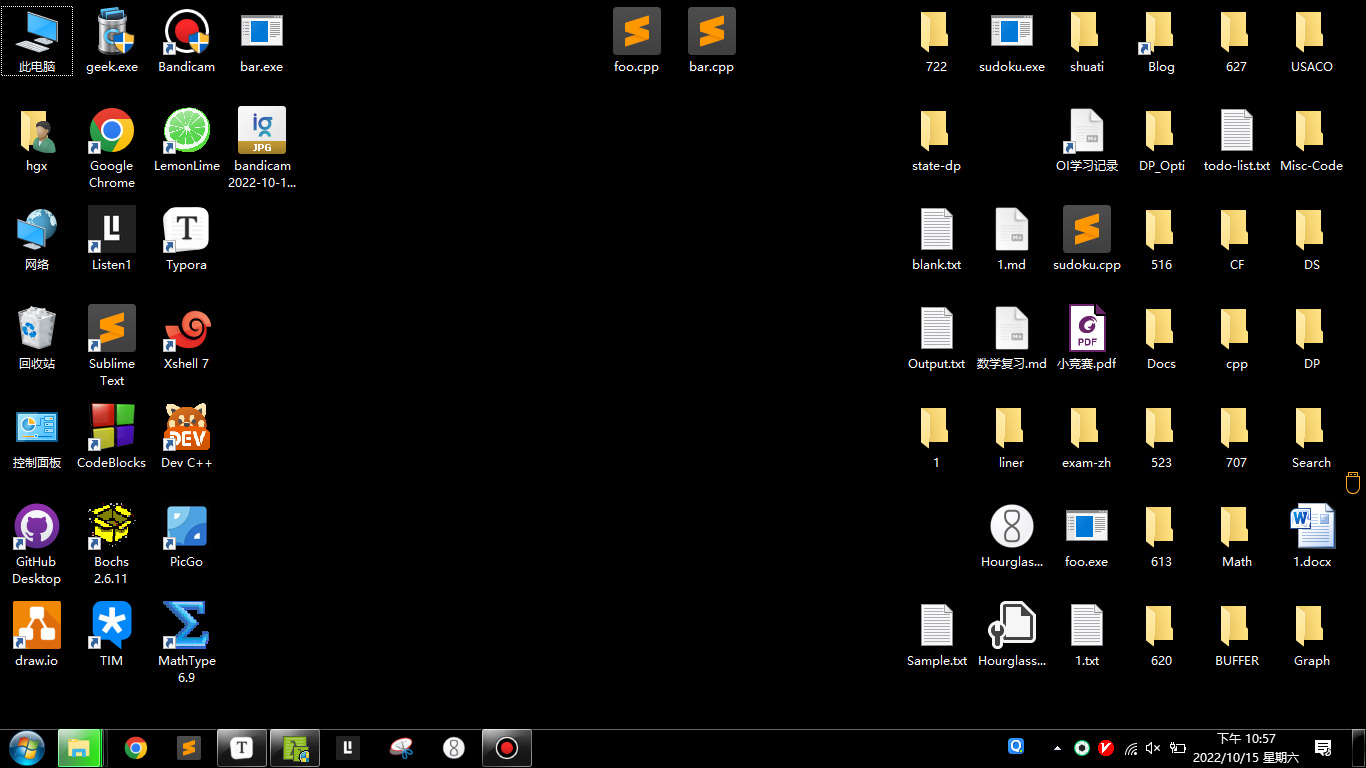 此电脑
geek.exe
Bandicam
bar.exe
foo.cpp
bar.cpp
722
sudoku.exe
shuati
Blog
627
USACO
hgx
Google
Chrome
LemonLime
ig
JPG
bandicam
2022-10-1...
state-dp
OI学习记录
DP_Opti
todo-list.txt
Misc-Code
网络
Listen1
T
Typora
blank.txt
1.md
sudoku.cpp
516
CF
DS
回收站
Sublime
Text
Xshell 7
Output.txt
数学复习.md
PDF
小竞赛.pdf
Docs
cpp
DP
控制面板
CodeBlocks
DEV
Dev C++
1
liner
exam-zh
523
707
Search
GitHub
Desktop
Bochs
2.6.11
PicGo
Hourglas...
foo.exe
613
Math
W
1.docx
draw.io
TIM
MathType
6.9
Sample.txt
Hourglass...
1.txt
620
BUFFER
Graph
T
下午 10:57
2022/10/15 星期六